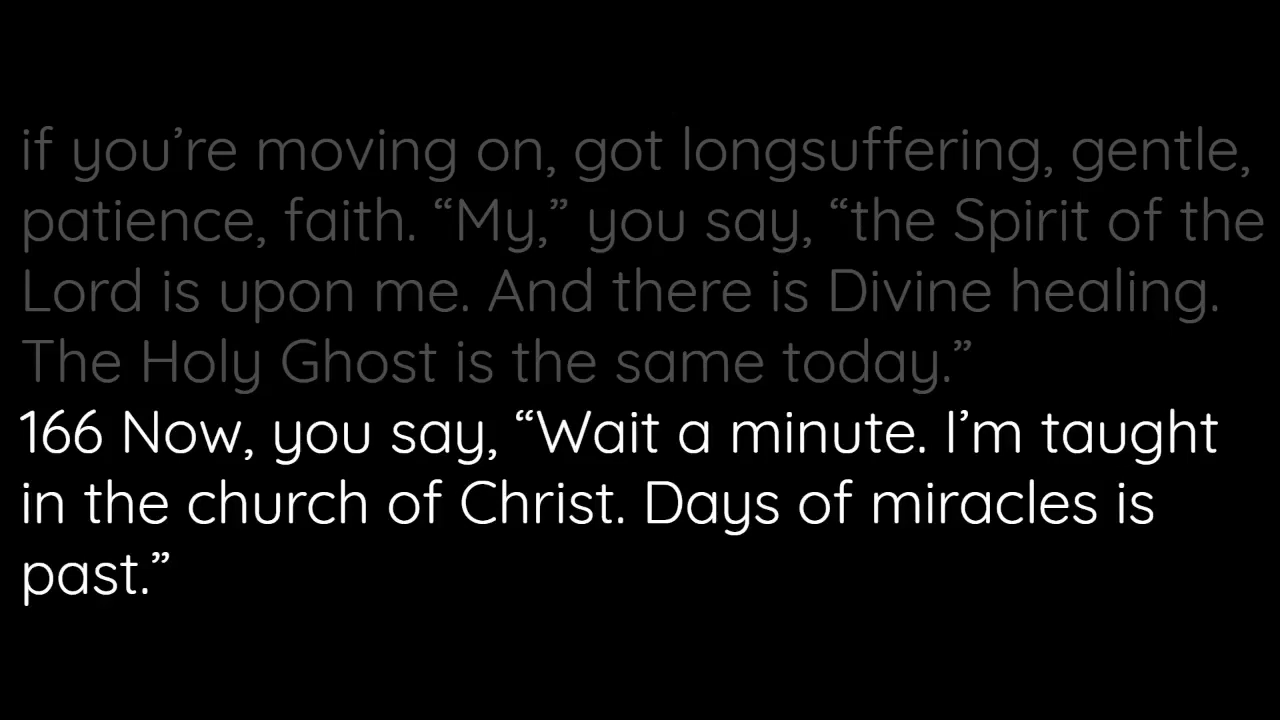 if you’re moving on, got longsuffering, gentle,
patience, faith. “My,” you say, “the Spirit of the
Lord is upon me. And there is Divine healing.
The Holy Ghost is the same today.”
166 Now, you say, “Wait a minute. I’m taught
in the church of Christ. Days of miracles is
past.”